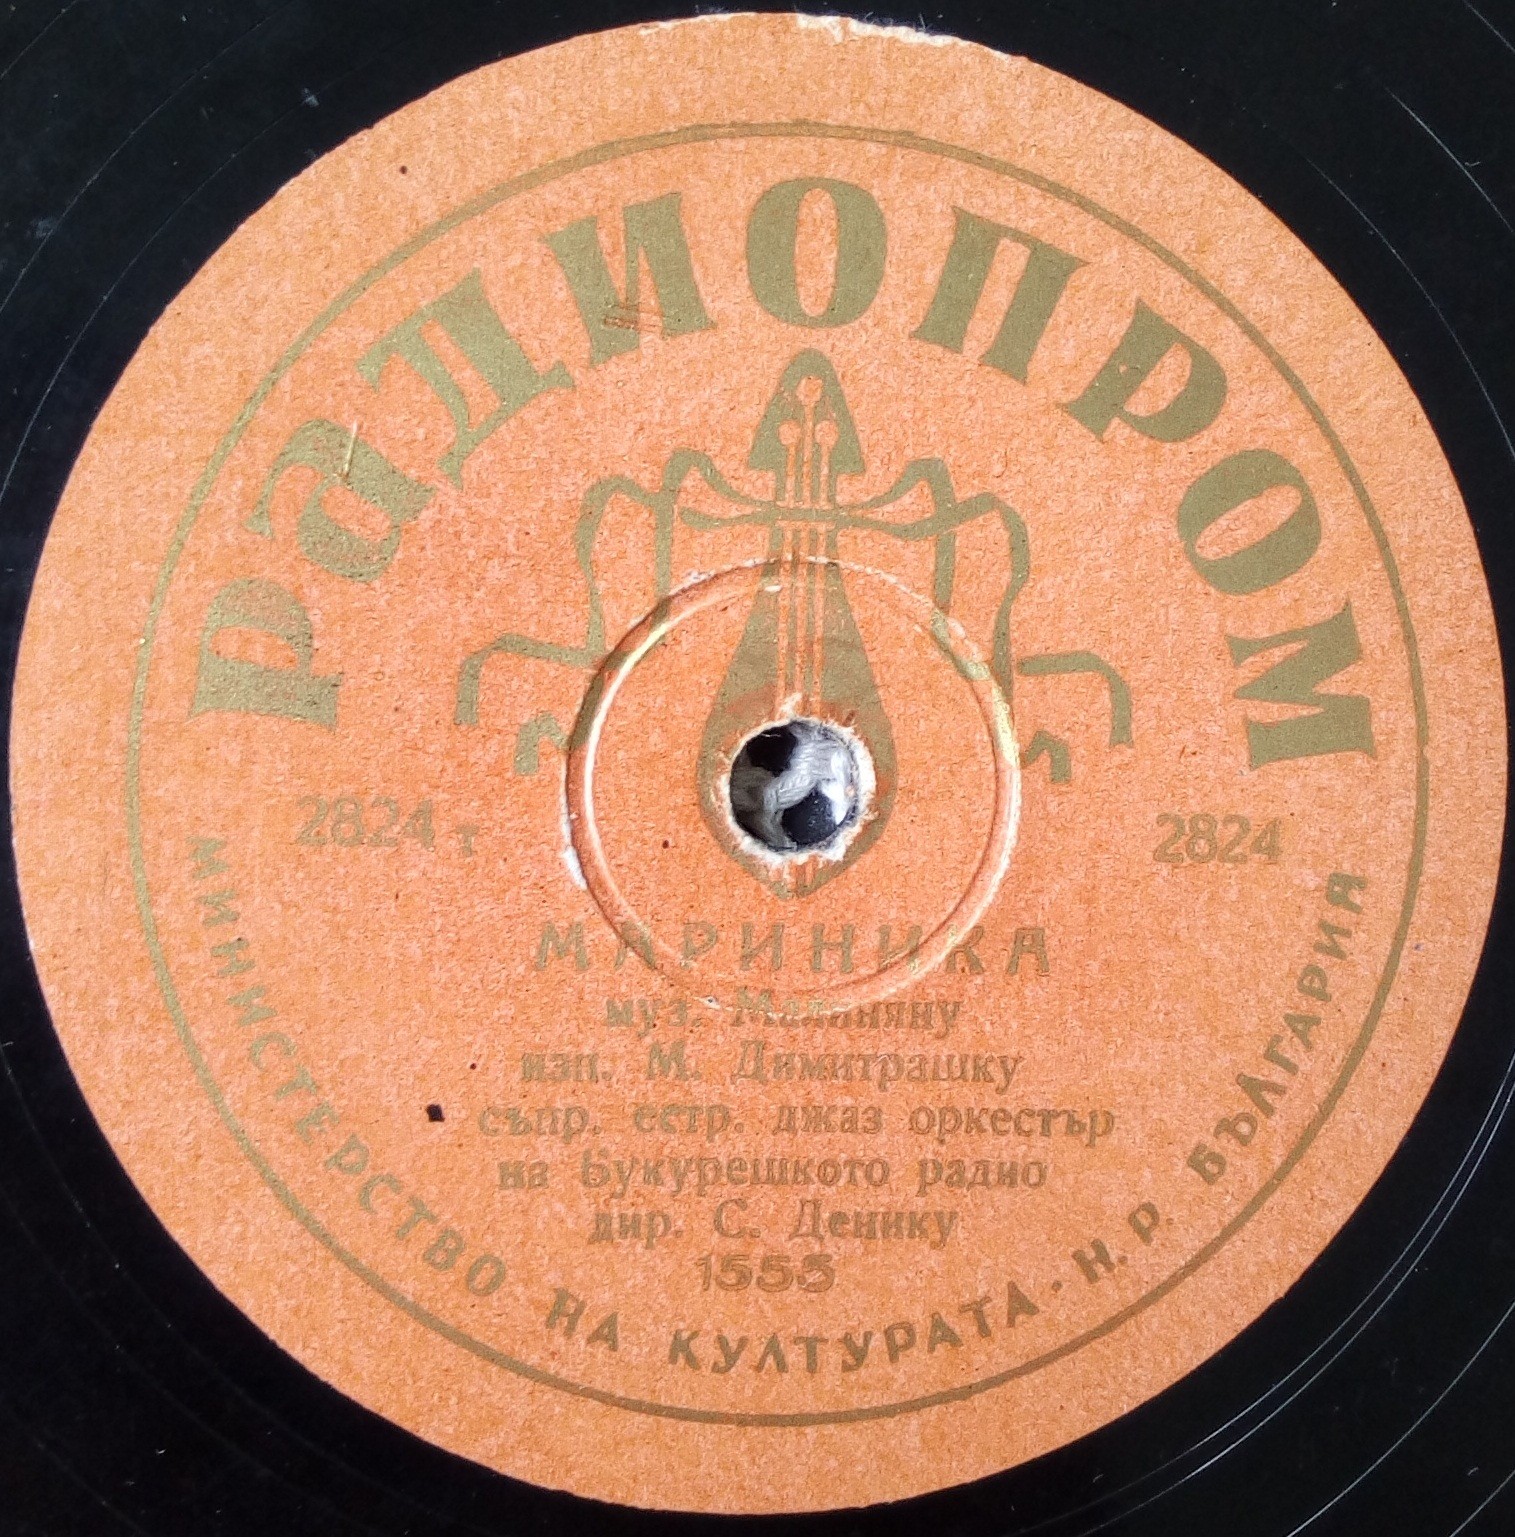 радиопром
2824 т
2824
МАРИНИКА
муз. Малиняну
изп. М. Димитрашку
съпр. естр. джаз оркестър
на Букурешкото радио
дир. С. Денику
1555
МИНИСТЕРСТВО НА КУЛТУРАТА · Н. Р. БЪЛГАРИЯ